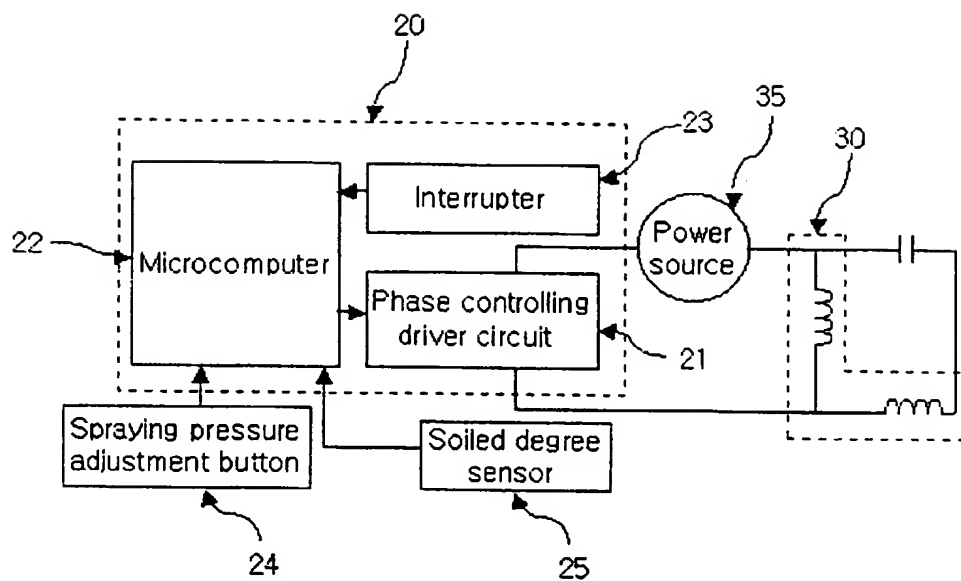 20
23
35
30
Interrupter
22
Microcomputer
Power
source
Phase controlling
driver circuit
21
Spraying pressure
adjustment button
Soiled degree
sensor
24
25